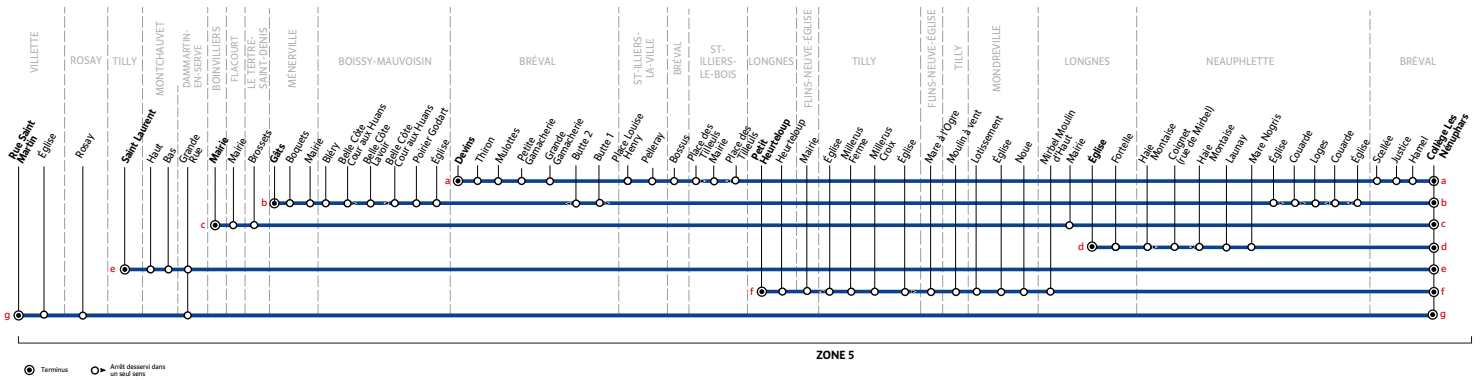 VILLETTE
ROSAY
TILLY
MONTCHAUVET
DAMMARTIN-
EN-SERVE
BOINVILLIERS
FLACOURT
LE TERTRE-
SAINT-DENIS
MÉNERVILLE
BOISSY-MAUVOISIN
BRÉVAL
ST-ILLIERS-
LA-VILLE
BRÉVAL
ST-
ILLIERS-
LE-BOIS
LONGNES
FLINS-NEUVE-ÉGLISE
TILLY
FLINS-NEUVE-ÉGLISE
TILLY
MONDREVILLE
LONGNES
NEAUPHLETTE
BRÉVAL
Rue Saint
Martin
Église
Rosay
Saint Laurent
Haut
Bas
Grande
Rue
Mairie
Mairie
Brossets
Gâts
Boquets
Mairie
Bléry
Belle Côte
Cour aux Huans
Belle Côte
Lavoir
Belle Côte
Cour aux Huans
Poirier Godart
Église
Devins
Thiron
Mulottes
Petite
Gamacherie
Grande
Gamacherie
Butte 2
Butte 1
Place Louise
Henry
Pelleray
Bossus
Place des
Tilleuls
Mairie
Place des
Tilleuls
Petit
Heurteloup
Heurteloup
Mairie
Église
Millerus
Ferme
Millerus
Croix
Église
Mare à l'Ogre
Moulin à vent
Lotissement
Église
Noue
Mirbel Moulin
d'Haut
Mairie
Église
Fortelle
Haie
Montaise
Coignet
(rue de Mirbel)
Haie
Montaise
Launay
Mare Nogris
Église
Couarde
Loges
Couarde
Église
Scellée
Justice
Hamel
Collège Les
Nénuphars
a
a
b
b
c
c
d
d
e
e
f
f
g
g
ZONE 5
Terminus
Arrêt desservi dans
un seul sens